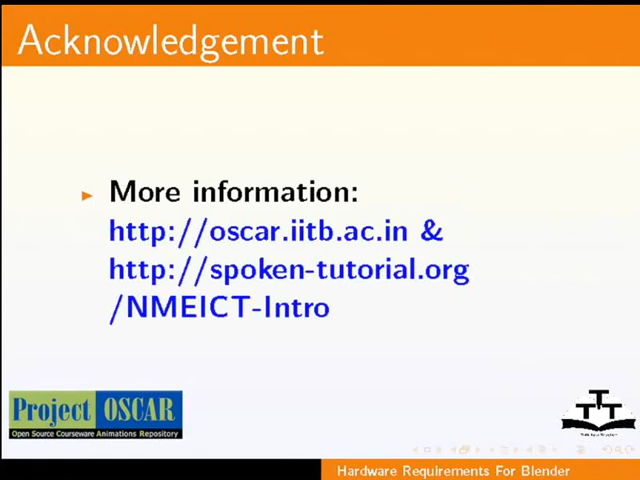 Acknowledgement
More information:
http://oscar.iitb.ac.in &
http://spoken-tutorial.org
/NMEICT-Intro
Project OSCAR
Open Source Courseware Animations Repository
TTT
Hardware Requirements For Blender